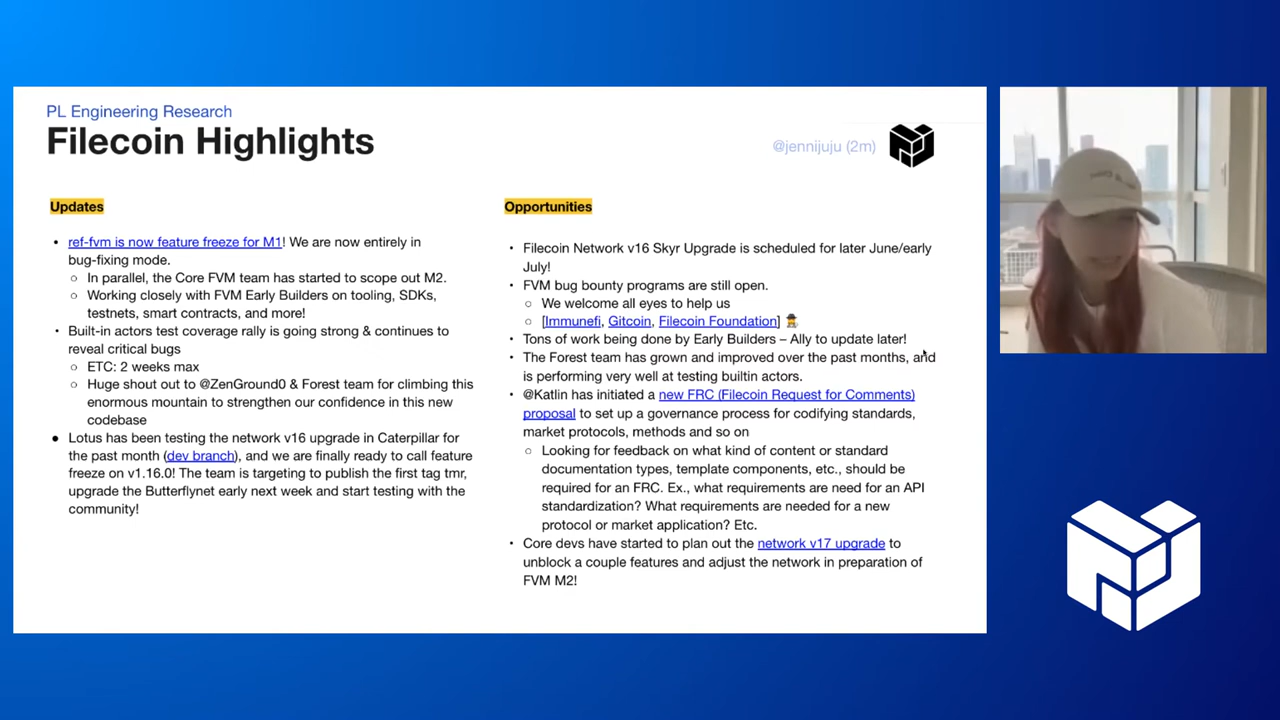 PL Engineering Research
Filecoin Highlights
@jennijuju (2m)
Updates
• ref-fvm is now feature freeze for M1! We are now entirely in
bug-fixing mode.
○ In parallel, the Core FVM team has started to scope out M2.
○ Working closely with FVM Early Builders on tooling, SDKs,
testnets, smart contracts, and more!
• Built-in actors test coverage rally is going strong & continues to
reveal critical bugs
○ ETC: 2 weeks max
○ Huge shout out to @ZenGround0 & Forest team for climbing this
enormous mountain to strengthen our confidence in this new
codebase
● Lotus has been testing the network v16 upgrade in Caterpillar for
the past month (dev branch), and we are finally ready to call feature
freeze on v1.16.0! The team is targeting to publish the first tag tmr,
upgrade the Butterflynet early next week and start testing with the
community!
Opportunities
• Filecoin Network v16 Skyr Upgrade is scheduled for later June/early
July!
• FVM bug bounty programs are still open.
○ We welcome all eyes to help us
○ [Immunefi, Gitcoin, Filecoin Foundation] 🕵️
• Tons of work being done by Early Builders – Ally to update later!
• The Forest team has grown and improved over the past months, and
is performing very well at testing builtin actors.
• @Katlin has initiated a new FRC (Filecoin Request for Comments)
proposal to set up a governance process for codifying standards,
market protocols, methods and so on
○ Looking for feedback on what kind of content or standard
documentation types, template components, etc., should be
required for an FRC. Ex., what requirements are need for an API
standardization? What requirements are needed for a new
protocol or market application? Etc.
• Core devs have started to plan out the network v17 upgrade to
unblock a couple features and adjust the network in preparation of
FVM M2!